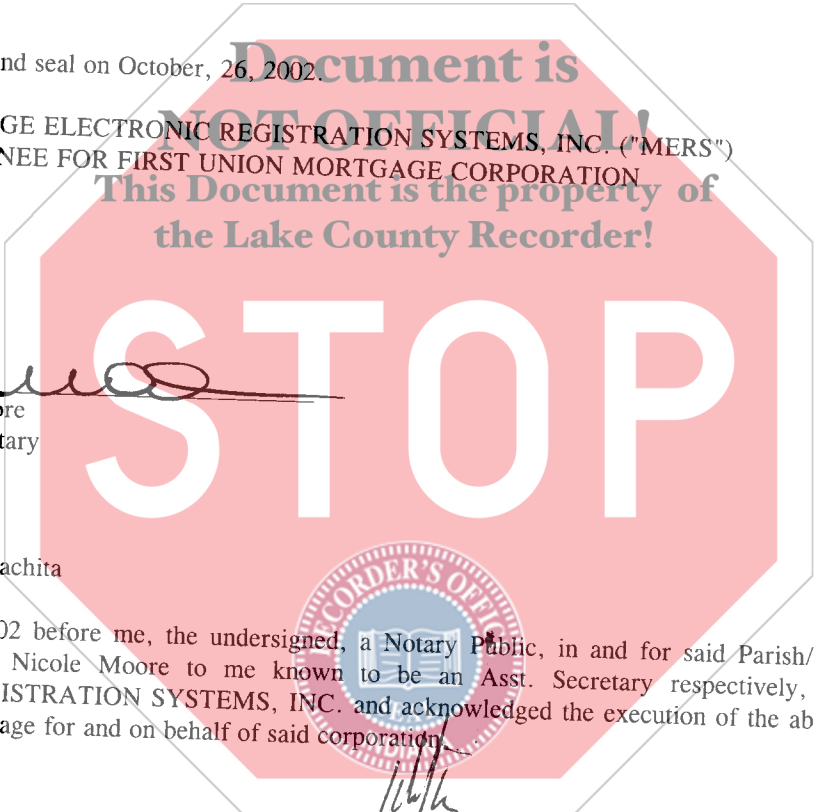 Document is
nd seal on October, 26, 2002.
NOT OFFICIAL!
GE ELECTRONIC REGISTRATION SYSTEMS, INC. ("MERS")
NEE FOR FIRST UNION MORTGAGE CORPORATION
This Document is the property of
the Lake County Recorder!
STOP
ore
tary
achita
RECORDER'S OFFIC
02 before me, the undersigned, a Notary Public, in and for said Parish/
Nicole Moore to me known to be an Asst. Secretary respectively,
ISTRATION SYSTEMS, INC. and acknowledged the execution of the ab
age for and on behalf of said corporation.